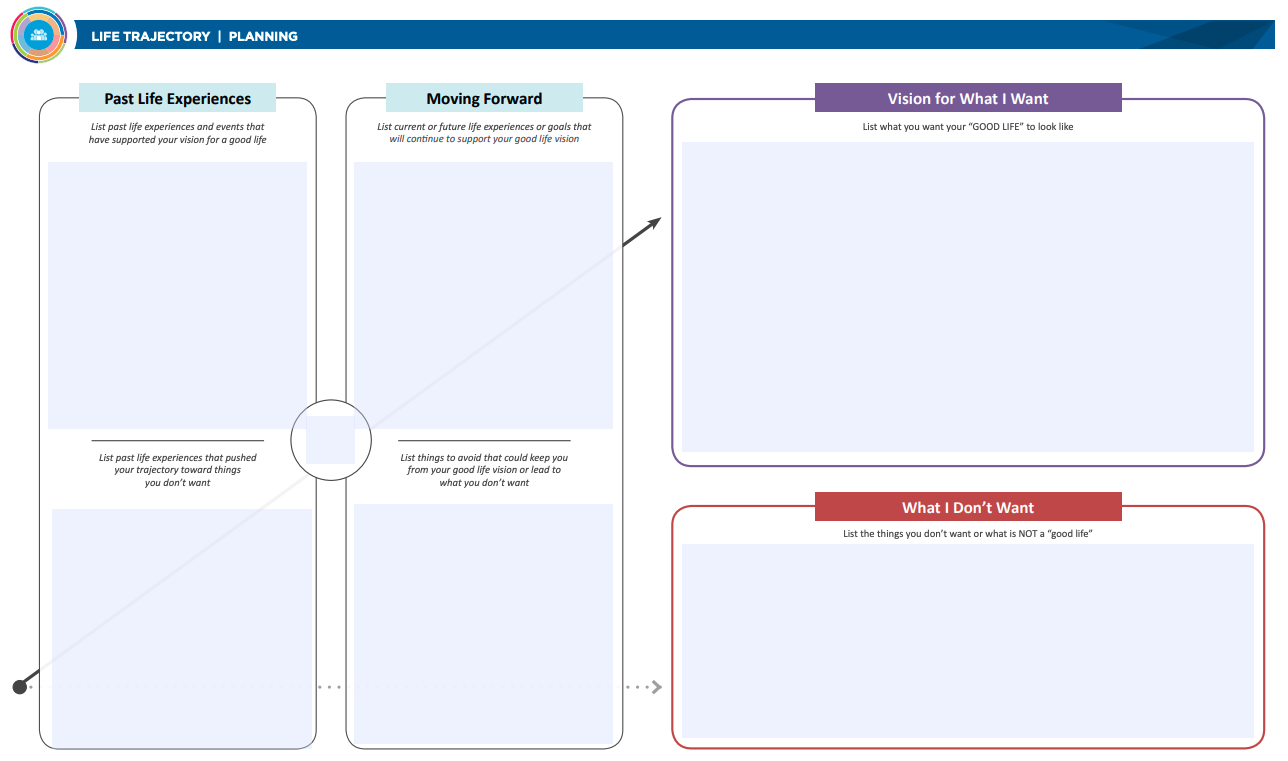 LIFE TRAJECTORY | PLANNING
Past Life Experiences
List past life experiences and events that
have supported your vision for a good life
List past life experiences that pushed
your trajectory toward things
you don’t want
Moving Forward
List current or future life experiences or goals that
will continue to support your good life vision
List things to avoid that could keep you
from your good life vision or lead to
what you don’t want
Vision for What I Want
List what you want your “GOOD LIFE” to look like
What I Don’t Want
List the things you don’t want or what is NOT a “good life”